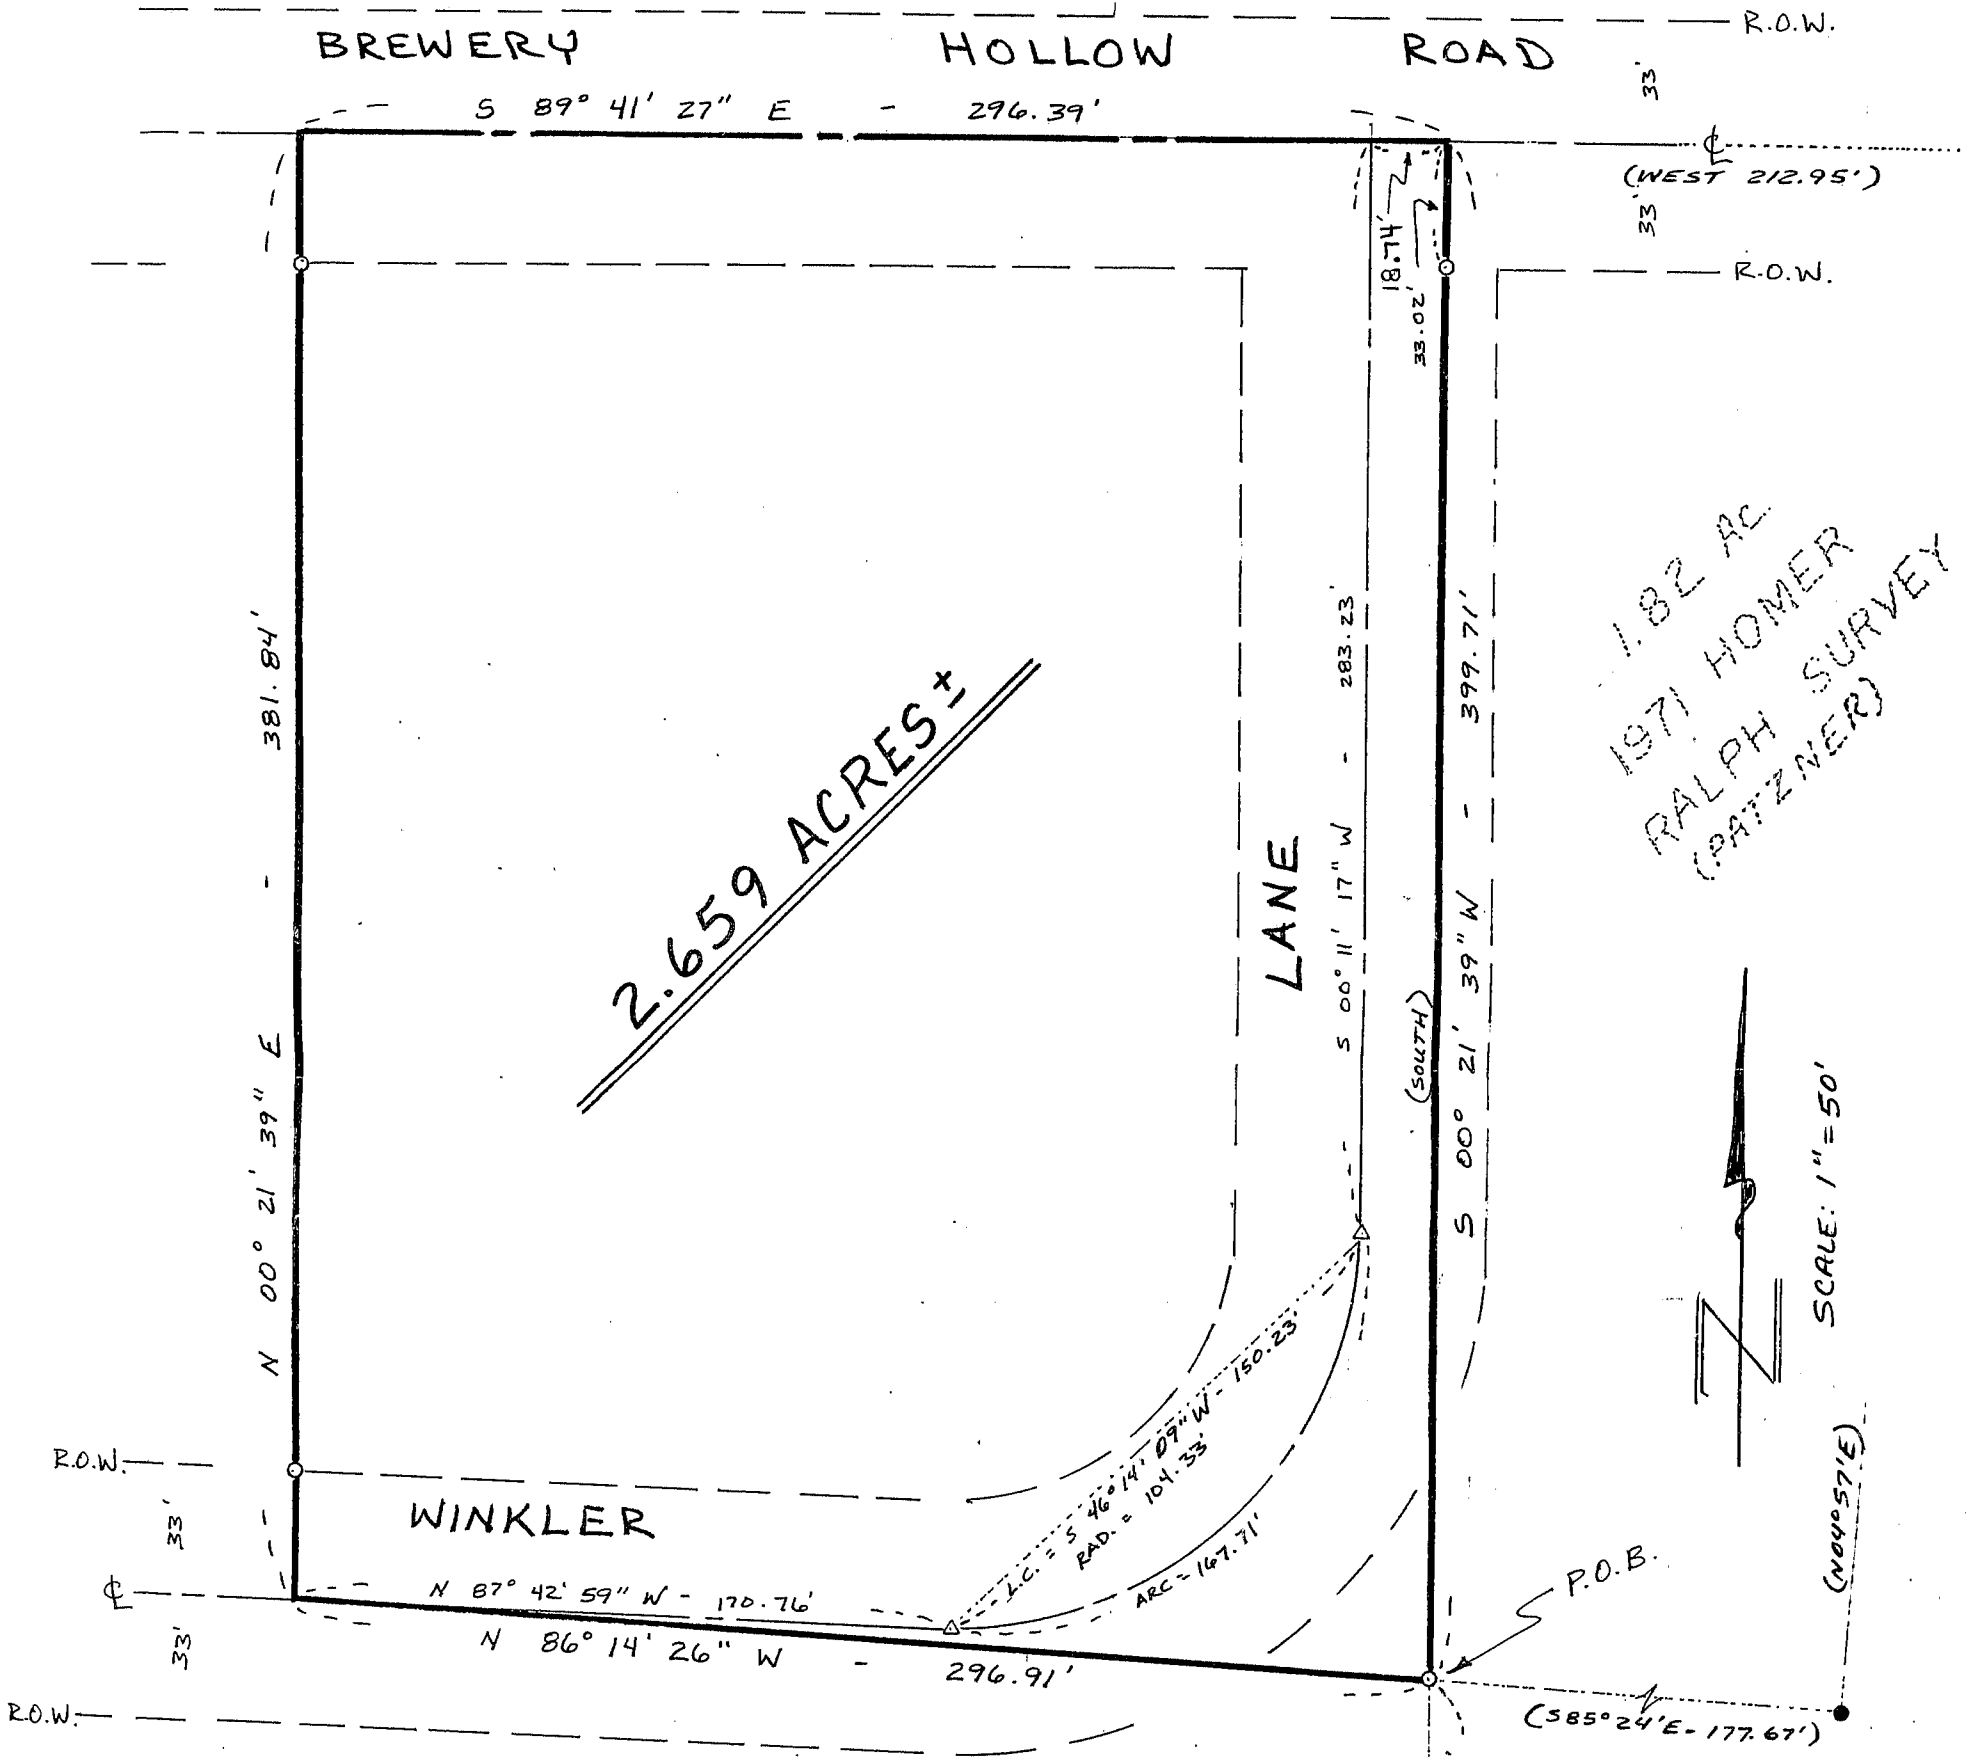 R.O.W.
BREWERY HOLLOW ROAD
33'
S 89° 41' 27" E - 296.39'
℄
(WEST 212.95')
33'
18.74'
33.02'
R.O.W.
N 00° 21' 39" E - 381.84'
2.659 ACRES ±
LANE
S 00° 11' 17" W - 283.23'
(SOUTH)
S 00° 21' 39" W - 399.71'
1.82 Ac.
1971 HOMER
RALPH SURVEY
(PATZNER)
N
SCALE: 1" = 50'
(N04°57'E)
L.C. = S 46° 14' 09" W - 150.23'
RAD. = 104.33'
ARC = 167.71'
R.O.W.
33'
WINKLER
℄
N 87° 42' 59" W - 170.76'
N 86° 14' 26" W - 296.91'
33'
P.O.B.
R.O.W.
(S85°24'E - 177.67')